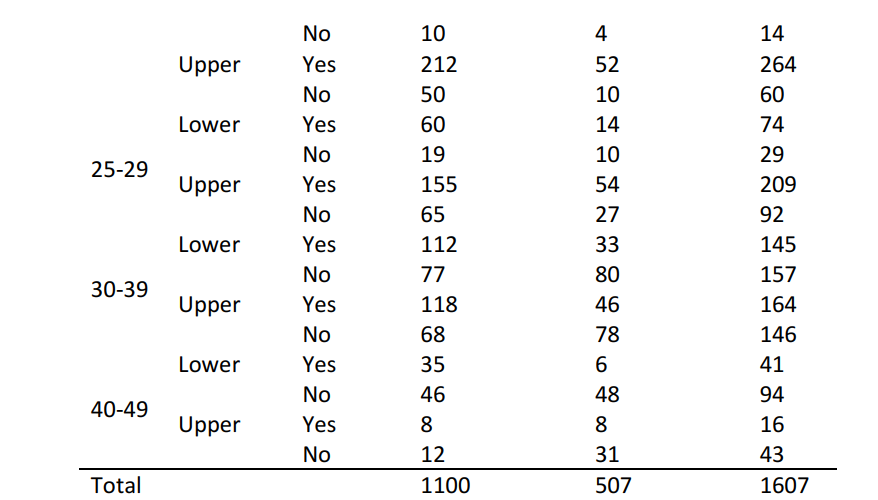 No 10 4 14
Upper Yes 212 52 264
No 50 10 60
Lower Yes 60 14 74
No 19 10 29
25-29
Upper Yes 155 54 209
No 65 27 92
Lower Yes 112 33 145
No 77 80 157
30-39
Upper Yes 118 46 164
No 68 78 146
Lower Yes 35 6 41
No 46 48 94
40-49
Upper Yes 8 8 16
No 12 31 43
Total 1100 507 1607